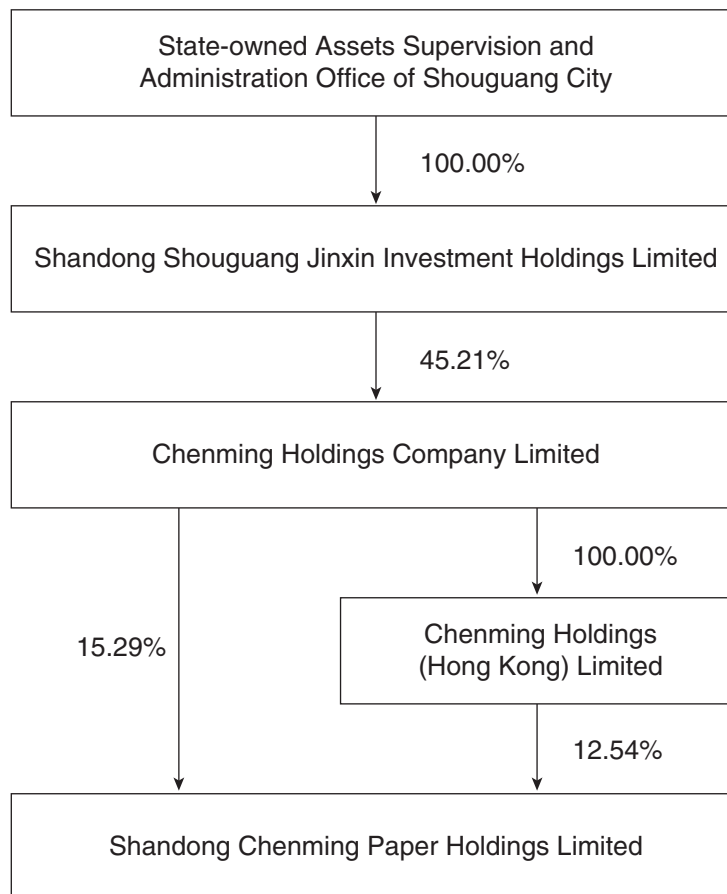 State-owned Assets Supervision and
Administration Office of Shouguang City
100.00%
Shandong Shouguang Jinxin Investment Holdings Limited
45.21%
Chenming Holdings Company Limited
100.00%
15.29%
Chenming Holdings
(Hong Kong) Limited
12.54%
Shandong Chenming Paper Holdings Limited